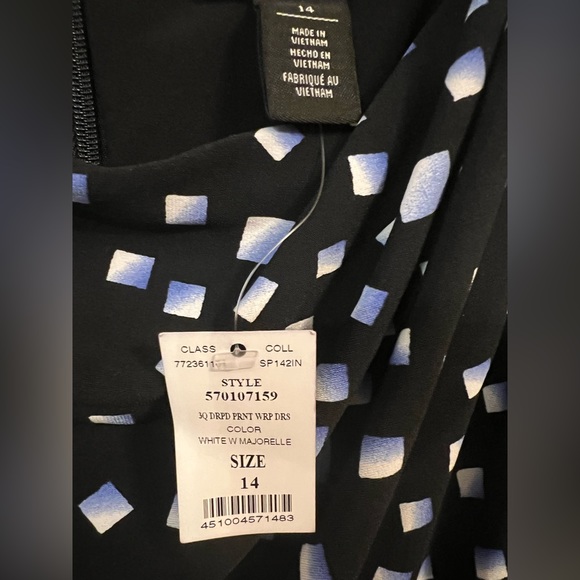 14
MADE IN
VIETNAM
HECHO EN
VIETNAM
FABRIQUÉ AU
VIETNAM
CLASS COLL
7723611 SP142IN
STYLE
570107159
3Q DRPD PRNT WRP DRS
COLOR
WHITE W MAJORELLE
SIZE
14
451004571483